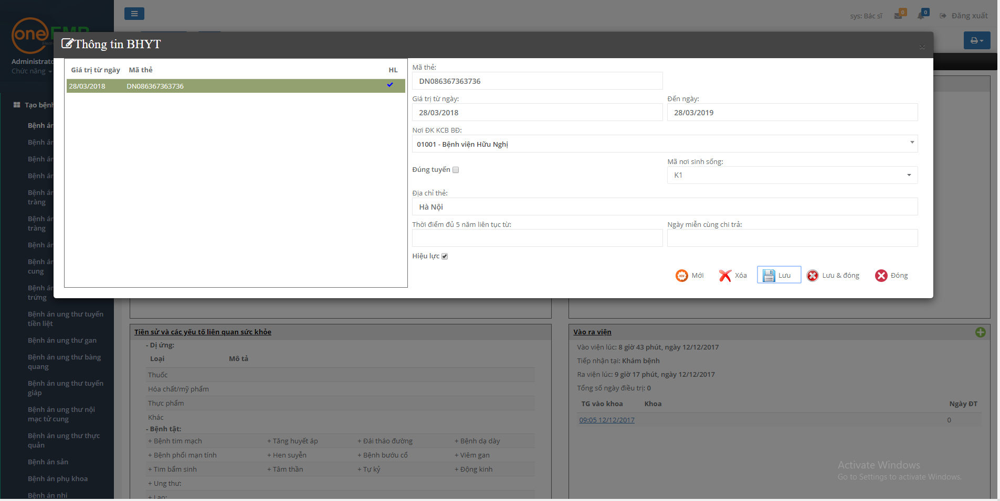 sys: Bác sĩ
0
0
Đăng xuất
one
Administrato
Chức năng
Thông tin BHYT
×
Giá trị từ ngày Mã thẻ HL
28/03/2018 DN086367363736
Mã thẻ:
DN086367363736
Giá trị từ ngày: Đến ngày:
28/03/2018 28/03/2019
Nơi ĐK KCB BĐ:
01001 - Bệnh viện Hữu Nghị
Đúng tuyến
Mã nơi sinh sống:
K1
Địa chỉ thẻ:
Hà Nội
Thời điểm đủ 5 năm liên tục từ: Ngày miễn cùng chi trả:
Hiệu lực
NEW Mới Xóa Lưu Lưu & đóng Đóng
Tạo bệnh
Bệnh án
Bệnh án
Bệnh án
Bệnh án
Bệnh án
tràng
Bệnh án
tràng
Bệnh án
Bệnh án
cung
Bệnh án
trứng
Bệnh án ung thư tuyến
tiền liệt
Bệnh án ung thư gan
Bệnh án ung thư bàng
quang
Bệnh án ung thư tuyến
giáp
Bệnh án ung thư nội
mạc tử cung
Bệnh án ung thư thực
quản
Bệnh án sản
Bệnh án phụ khoa
Bệnh án nhi
Tiền sử và các yếu tố liên quan sức khỏe
- Dị ứng:
Loại Mô tả
Thuốc
Hóa chất/mỹ phẩm
Thực phẩm
Khác
- Bệnh tật:
+ Bệnh tim mạch + Tăng huyết áp + Đái tháo đường + Bệnh dạ dày
+ Bệnh phổi mạn tính + Hen suyễn + Bệnh bướu cổ + Viêm gan
+ Tim bẩm sinh + Tâm thần + Tự kỷ + Động kinh
+ Ung thư:
+ Lao:
Vào ra viện
Vào viện lúc: 8 giờ 43 phút, ngày 12/12/2017
Tiếp nhận tại: Khám bệnh
Ra viện lúc: 9 giờ 17 phút, ngày 12/12/2017
Tổng số ngày điều trị: 0
TG vào khoa Khoa Ngày ĐT
09:05 12/12/2017 0
Activate Windows
Go to Settings to activate Windows.